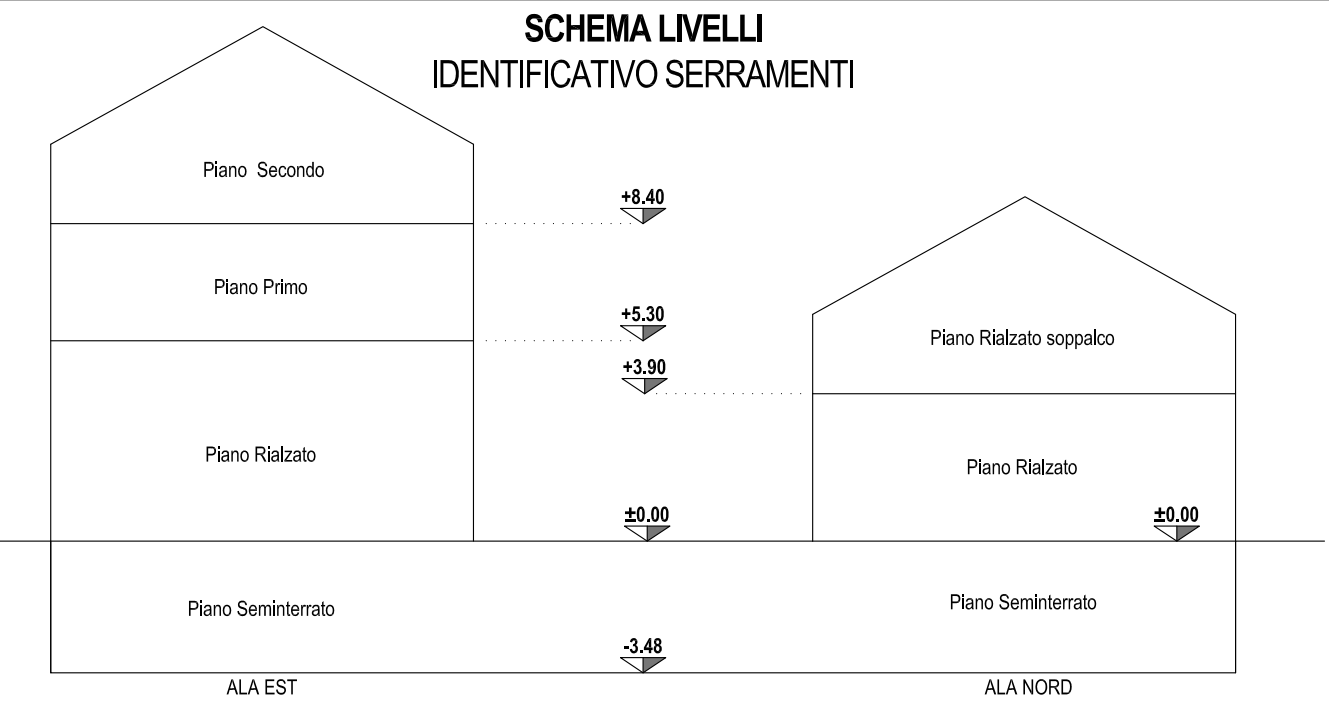 SCHEMA LIVELLI
IDENTIFICATIVO SERRAMENTI
Piano Secondo
+8.40
Piano Primo
+5.30
Piano Rialzato soppalco
+3.90
Piano Rialzato
Piano Rialzato
±0.00
±0.00
Piano Seminterrato
Piano Seminterrato
-3.48
ALA EST
ALA NORD